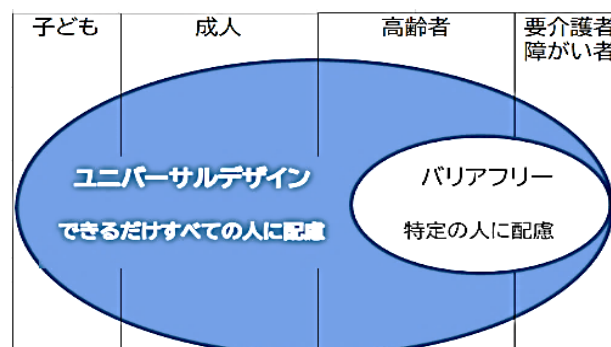 子ども
成人
高齢者
要介護者
障がい者
ユニバーサルデザイン
できるだけすべての人に配慮
バリアフリー
特定の人に配慮